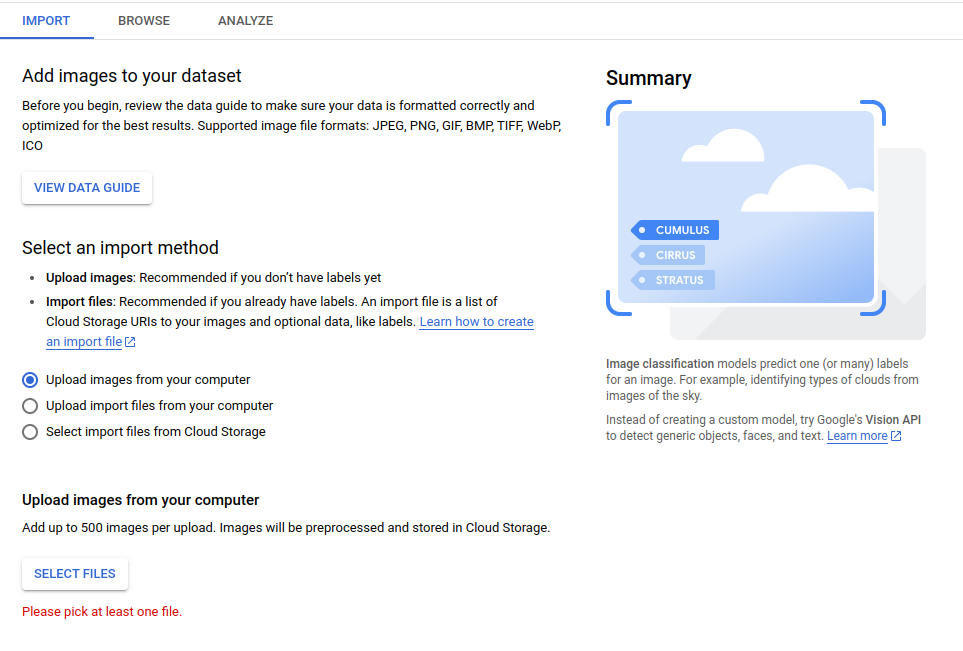 IMPORT BROWSE ANALYZE
Add images to your dataset
Before you begin, review the data guide to make sure your data is formatted correctly and
optimized for the best results. Supported image file formats: JPEG, PNG, GIF, BMP, TIFF, WebP,
ICO
VIEW DATA GUIDE
Select an import method
• Upload images: Recommended if you don’t have labels yet
• Import files: Recommended if you already have labels. An import file is a list of
Cloud Storage URIs to your images and optional data, like labels. Learn how to create
an import file
Upload images from your computer
Upload import files from your computer
Select import files from Cloud Storage
Upload images from your computer
Add up to 500 images per upload. Images will be preprocessed and stored in Cloud Storage.
SELECT FILES
Please pick at least one file.
Summary
CUMULUS
CIRRUS
STRATUS
Image classification models predict one (or many) labels
for an image. For example, identifying types of clouds from
images of the sky.
Instead of creating a custom model, try Google's Vision API
to detect generic objects, faces, and text. Learn more